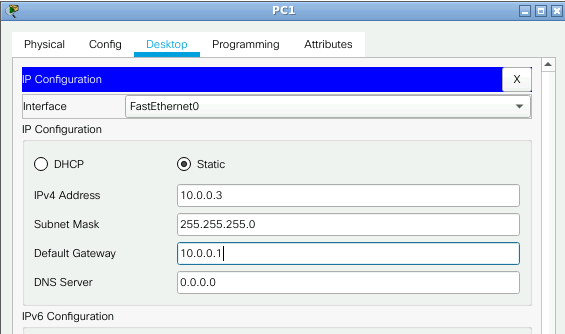 PC1
Physical Config Desktop Programming Attributes
IP Configuration X
Interface FastEthernet0
IP Configuration
DHCP Static
IPv4 Address 10.0.0.3
Subnet Mask 255.255.255.0
Default Gateway 10.0.0.1
DNS Server 0.0.0.0
IPv6 Configuration